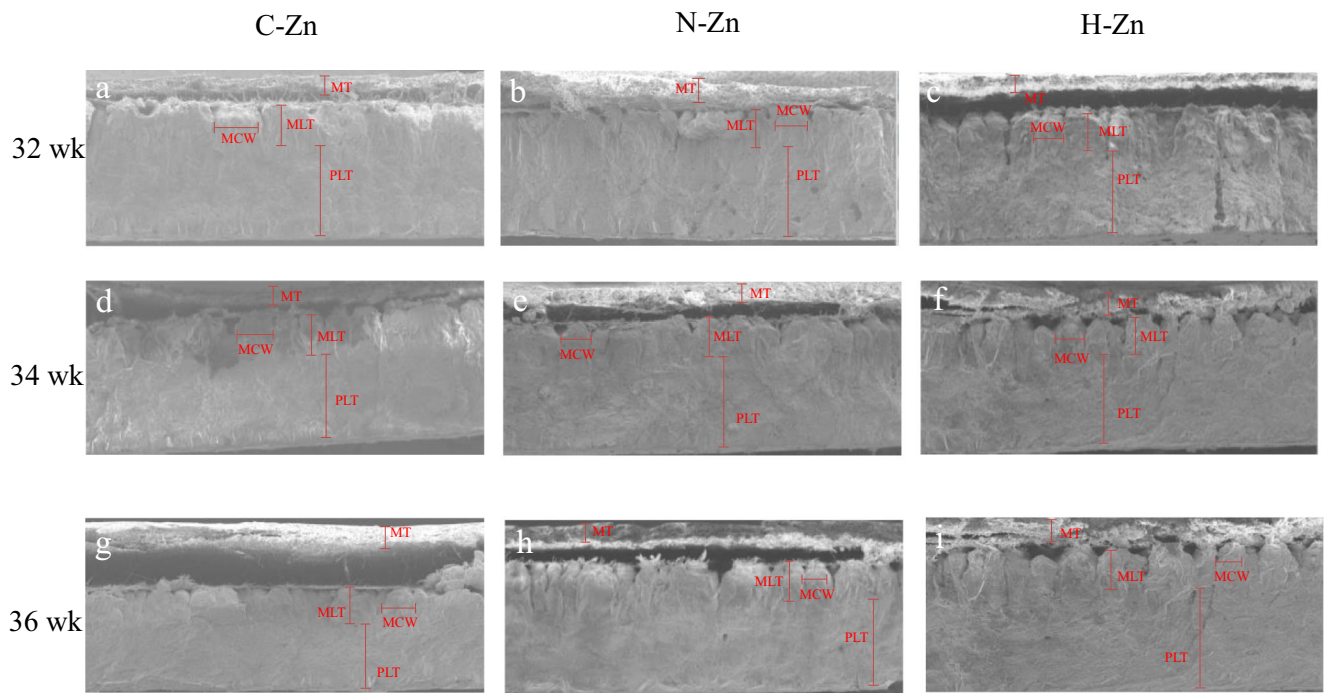 C-Zn N-Zn H-Zn
32 wk
a MT MLT MCW PLT
b MT MCW MLT PLT
c MT MCW MLT PLT
34 wk
d MT MLT MCW PLT
e MT MLT MCW PLT
f MT MLT MCW PLT
36 wk
g MT MLT MCW PLT
h MT MLT MCW PLT
i MT MLT MCW PLT